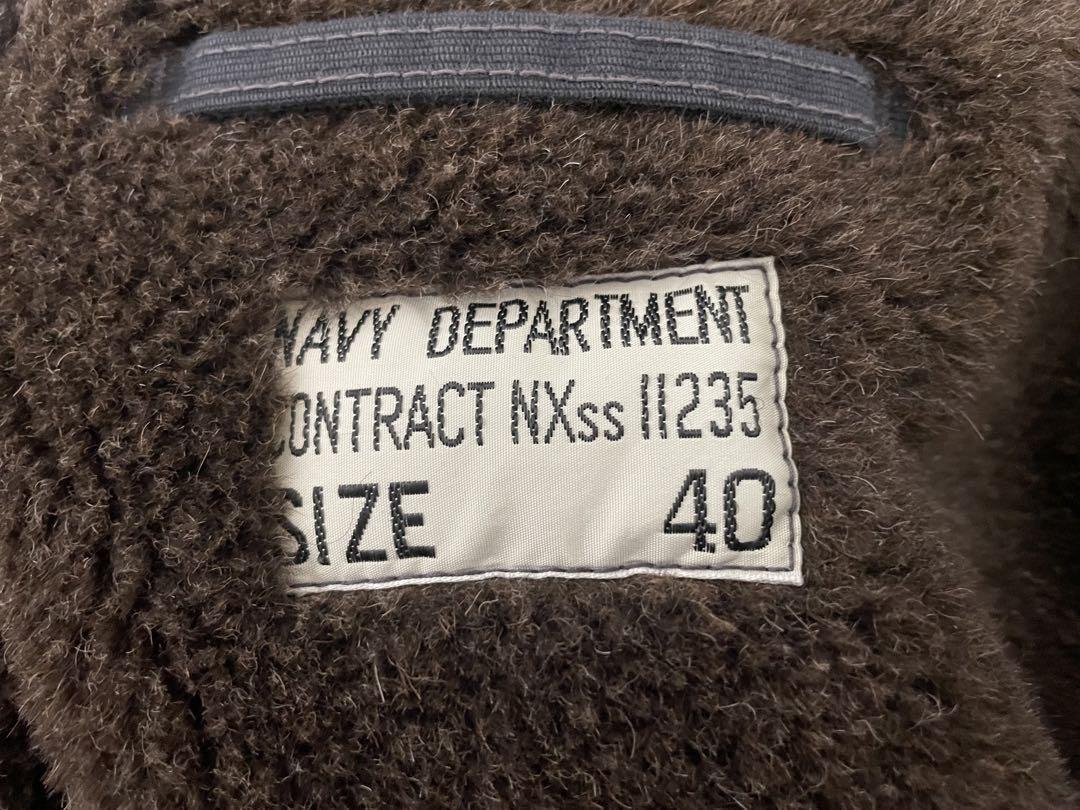 NAVY DEPARTMENT
CONTRACT NXss 11235
SIZE 40